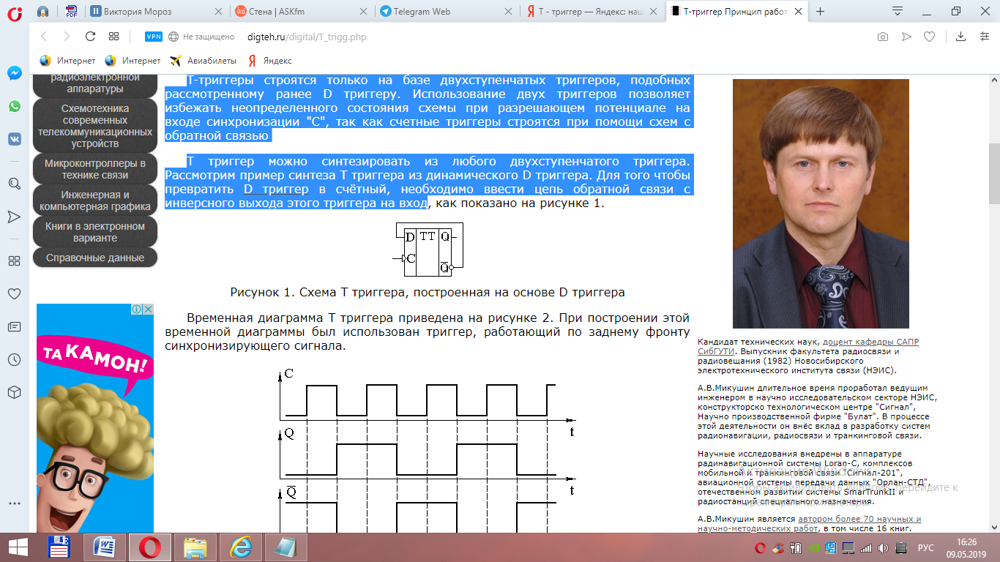 Виктория Мороз
Стена | ASKfm
Telegram Web
Т - триггер — Яндекс: наш
Т-триггер Принцип работ
VPN
Не защищено
digteh.ru/digital/T_trigg.php
Интернет
Интернет
Авиабилеты
Яндекс
радиоэлектронной
аппаратуры
Схемотехника
современных
телекоммуникационных
устройств
Микроконтроллеры в
технике связи
Инженерная и
компьютерная графика
Книги в электронном
варианте
Справочные данные
ТА КАМОН!
Т-триггеры строятся только на базе двухступенчатых триггеров, подобных
рассмотренному ранее D триггеру. Использование двух триггеров позволяет
избежать неопределенного состояния схемы при разрешающем потенциале на
входе синхронизации "С", так как счетные триггеры строятся при помощи схем с
обратной связью
Т триггер можно синтезировать из любого двухступенчатого триггера.
Рассмотрим пример синтеза Т триггера из динамического D триггера. Для того чтобы
превратить D триггер в счётный, необходимо ввести цепь обратной связи с
инверсного выхода этого триггера на вход, как показано на рисунке 1.
D TT Q
C Q̅
Рисунок 1. Схема Т триггера, построенная на основе D триггера
Временная диаграмма Т триггера приведена на рисунке 2. При построении этой
временной диаграммы был использован триггер, работающий по заднему фронту
синхронизирующего сигнала.
C
t
Q
t
Q̅
Кандидат технических наук, доцент кафедры САПР
СибГУТИ. Выпускник факультета радиосвязи и
радиовещания (1982) Новосибирского
электротехнического института связи (НЭИС).
А.В.Микушин длительное время проработал ведущим
инженером в научно исследовательском секторе НЭИС,
конструкторско технологическом центре "Сигнал",
Научно производственной фирме "Булат". В процессе
этой деятельности он внёс вклад в разработку систем
радионавигации, радиосвязи и транкинговой связи.
Научные исследования внедрены в аппаратуре
радинавигационной системы Loran-C, комплексов
мобильной и транкинговой связи "Сигнал-201",
авиационной системы передачи данных "Орлан-СТД",
отечественном развитии системы SmarTrunkII и
радиостанций специального назначения.
А.В.Микушин является автором более 70 научных и
научно-методических работ, в том числе 16 книг.
Активация Windows
РУС
16:26
09.05.2019